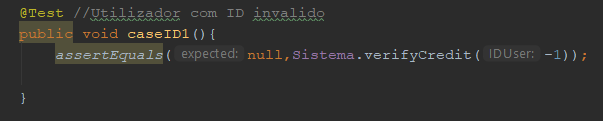 @Test //Utilizador com ID invalido
public void caseID1(){
assertEquals( expected: null,Sistema.verifyCredit( IDUser: -1));
}